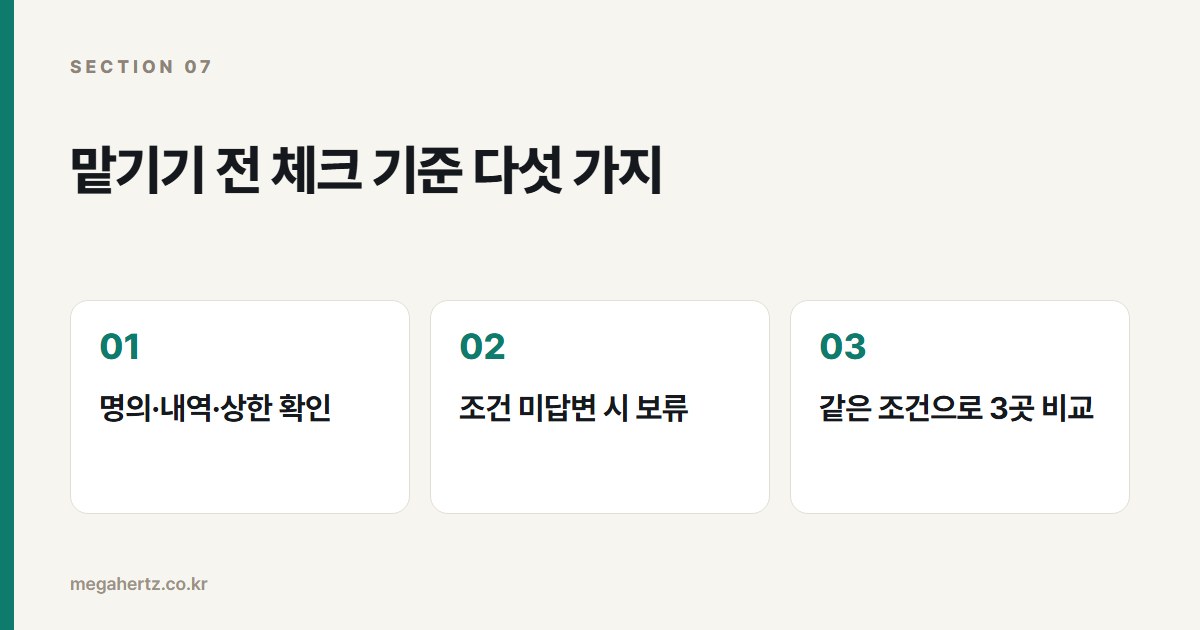 SECTION 07
맡기기 전 체크 기준 다섯 가지
01
명의·내역·상한 확인
02
조건 미답변 시 보류
03
같은 조건으로 3곳 비교
megahertz.co.kr